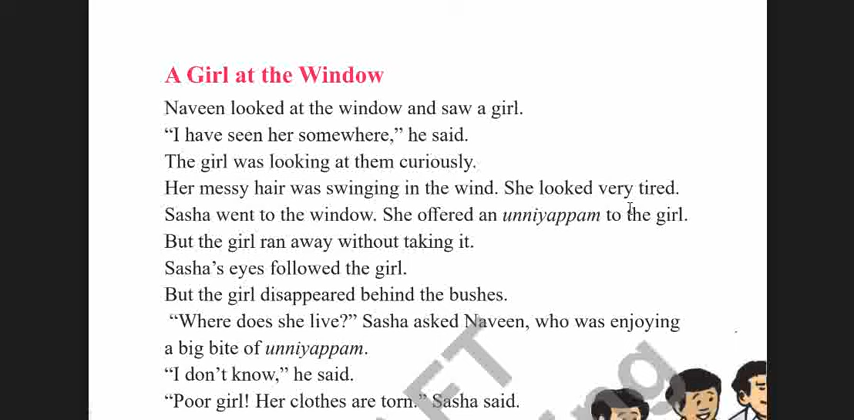 A Girl at the Window
Naveen looked at the window and saw a girl.
“I have seen her somewhere,” he said.
The girl was looking at them curiously.
Her messy hair was swinging in the wind. She looked very tired.
Sasha went to the window. She offered an unniyappam to the girl.
But the girl ran away without taking it.
Sasha’s eyes followed the girl.
But the girl disappeared behind the bushes.
“Where does she live?” Sasha asked Naveen, who was enjoying
a big bite of unniyappam.
“I don’t know,” he said.
“Poor girl! Her clothes are torn.” Sasha said.